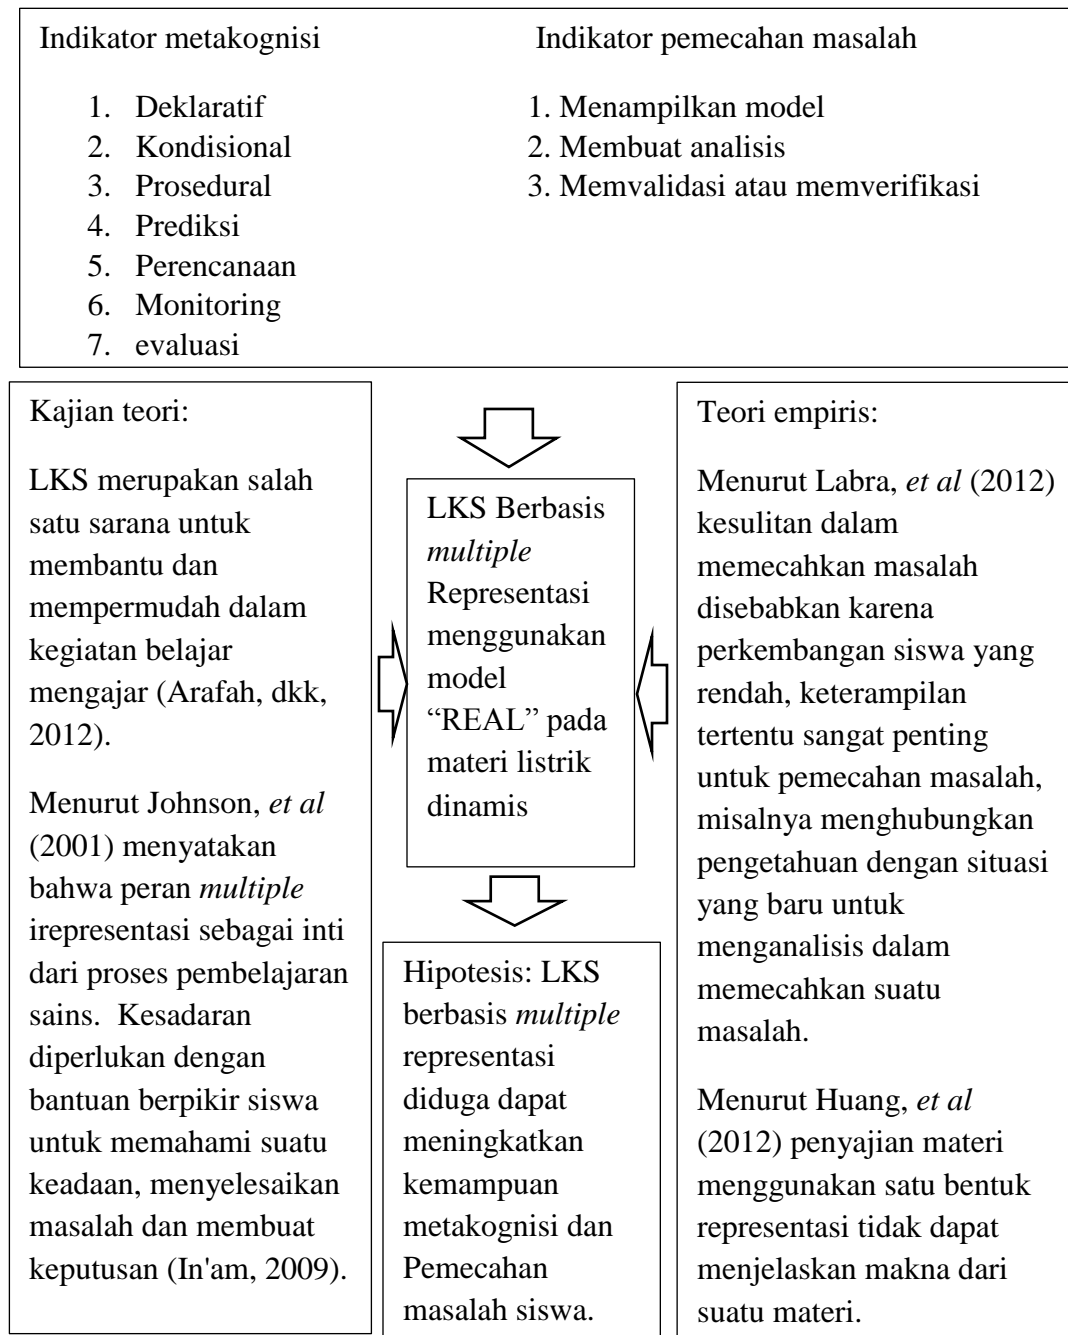 Indikator metakognisi
1. Deklaratif
2. Kondisional
3. Prosedural
4. Prediksi
5. Perencanaan
6. Monitoring
7. evaluasi
Indikator pemecahan masalah
1. Menampilkan model
2. Membuat analisis
3. Memvalidasi atau memverifikasi
Kajian teori:
LKS merupakan salah
satu sarana untuk
membantu dan
mempermudah dalam
kegiatan belajar
mengajar (Arafah, dkk,
2012).
Menurut Johnson, et al
(2001) menyatakan
bahwa peran multiple
irepresentasi sebagai inti
dari proses pembelajaran
sains. Kesadaran
diperlukan dengan
bantuan berpikir siswa
untuk memahami suatu
keadaan, menyelesaikan
masalah dan membuat
keputusan (In'am, 2009).
LKS Berbasis
multiple
Representasi
menggunakan
model
“REAL” pada
materi listrik
dinamis
Hipotesis: LKS
berbasis multiple
representasi
diduga dapat
meningkatkan
kemampuan
metakognisi dan
Pemecahan
masalah siswa.
Teori empiris:
Menurut Labra, et al (2012)
kesulitan dalam
memecahkan masalah
disebabkan karena
perkembangan siswa yang
rendah, keterampilan
tertentu sangat penting
untuk pemecahan masalah,
misalnya menghubungkan
pengetahuan dengan situasi
yang baru untuk
menganalisis dalam
memecahkan suatu
masalah.
Menurut Huang, et al
(2012) penyajian materi
menggunakan satu bentuk
representasi tidak dapat
menjelaskan makna dari
suatu materi.